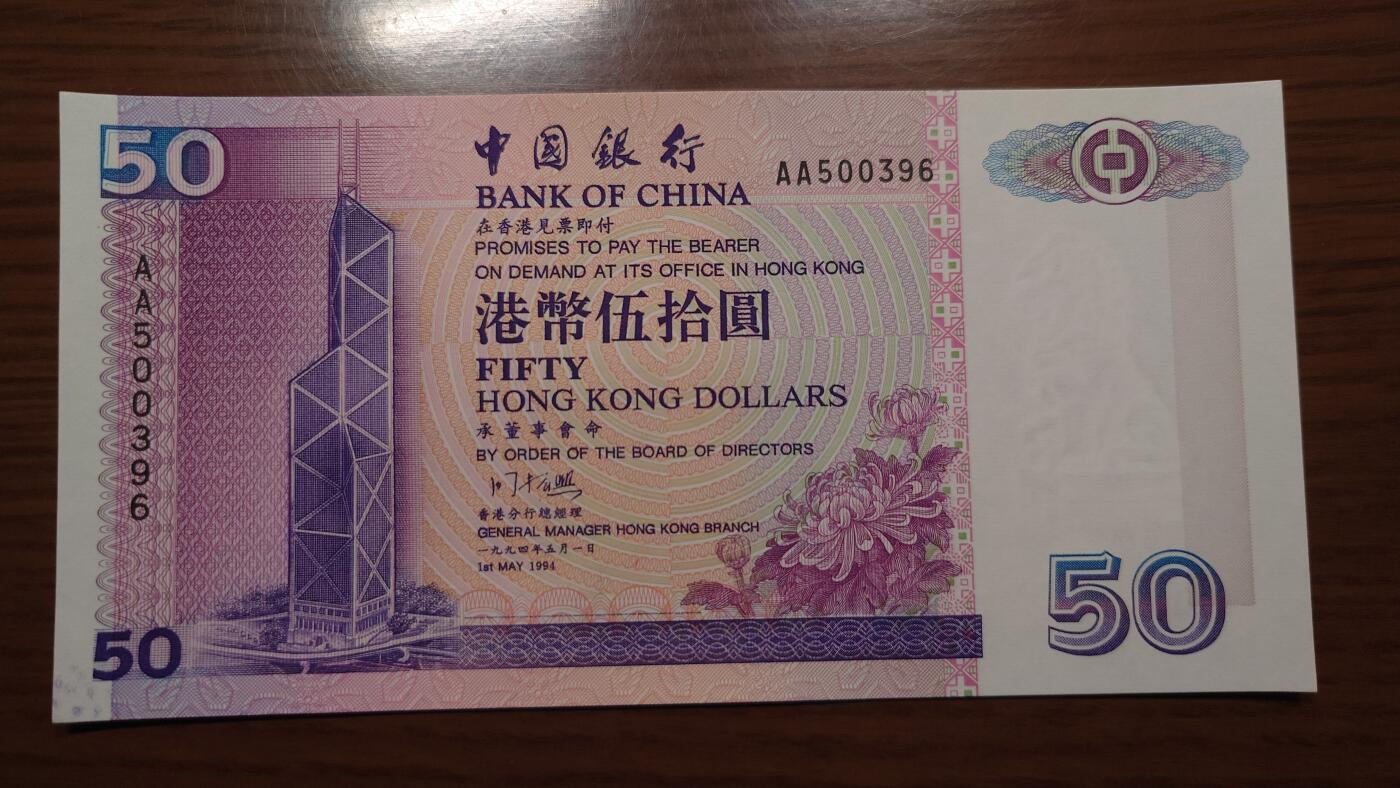 50
中國銀行
BANK OF CHINA
AA500396
在香港見票即付
PROMISES TO PAY THE BEARER
ON DEMAND AT ITS OFFICE IN HONG KONG
AA500396
港幣伍拾圓
FIFTY
HONG KONG DOLLARS
承董事會命
BY ORDER OF THE BOARD OF DIRECTORS
香港分行總經理
GENERAL MANAGER HONG KONG BRANCH
一九九四年五月一日
1st MAY 1994
50
50